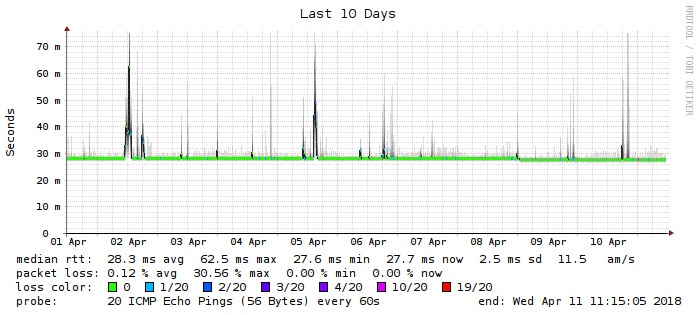 Last 10 Days
RRDTOOL / TOBI OETIKER
Seconds
70 m
60 m
50 m
40 m
30 m
20 m
10 m
0
01 Apr 02 Apr 03 Apr 04 Apr 05 Apr 06 Apr 07 Apr 08 Apr 09 Apr 10 Apr
median rtt: 28.3 ms avg 62.5 ms max 27.6 ms min 27.7 ms now 2.5 ms sd 11.5 am/s
packet loss: 0.12 % avg 30.56 % max 0.00 % min 0.00 % now
loss color: 0 1/20 2/20 3/20 4/20 10/20 19/20
probe: 20 ICMP Echo Pings (56 Bytes) every 60s end: Wed Apr 11 11:15:05 2018